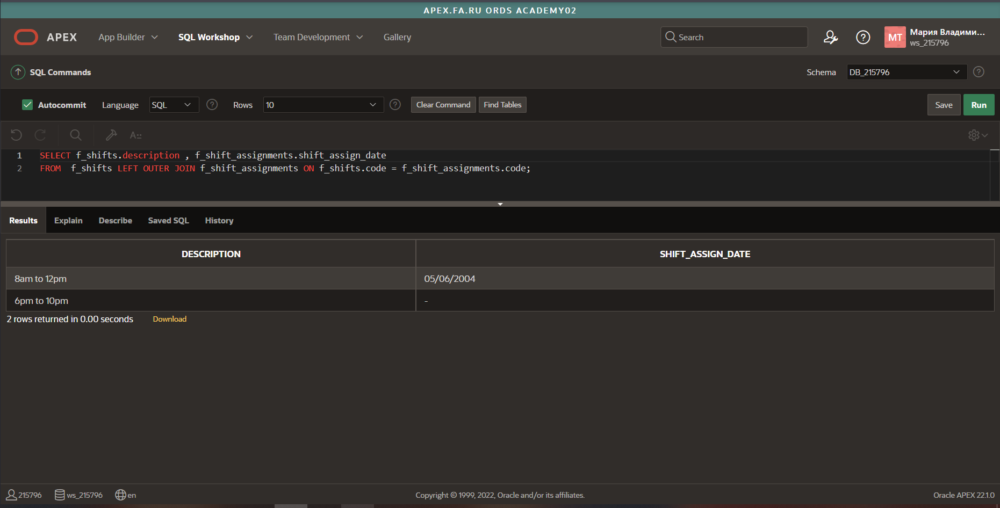 APEX.FA.RU ORDS ACADEMY02
APEX App Builder SQL Workshop Team Development Gallery Search MT Мария Владими...
ws_215796
SQL Commands Schema DB_215796
Autocommit Language SQL Rows 10 Clear Command Find Tables Save Run
A
1 SELECT f_shifts.description , f_shift_assignments.shift_assign_date
2 FROM f_shifts LEFT OUTER JOIN f_shift_assignments ON f_shifts.code = f_shift_assignments.code;
Results Explain Describe Saved SQL History
DESCRIPTION SHIFT_ASSIGN_DATE
8am to 12pm 05/06/2004
6pm to 10pm -
2 rows returned in 0.00 seconds Download
215796 ws_215796 en Copyright © 1999, 2022, Oracle and/or its affiliates. Oracle APEX 22.1.0